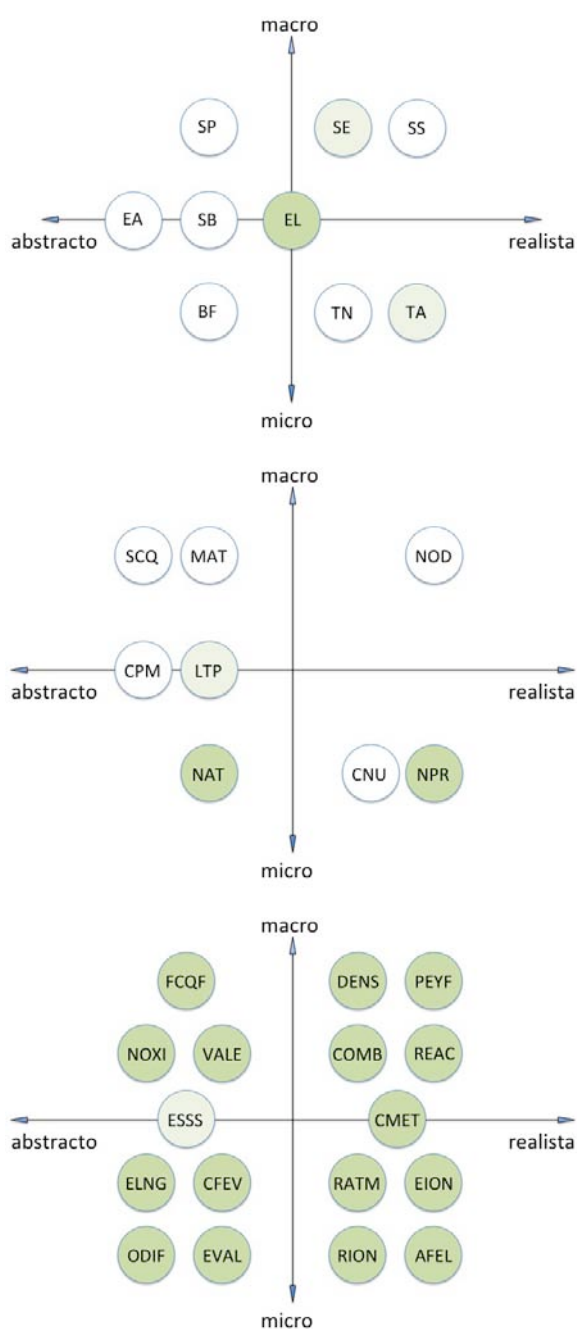 macro
SP SE SS
EA SB EL
abstracto realista
BF TN TA
micro
macro
SCQ MAT NOD
CPM LTP
abstracto realista
NAT CNU NPR
micro
macro
FCQF DENS PEYF
NOXI VALE COMB REAC
ESSS CMET
abstracto realista
ELNG CFEV RATM EION
ODIF EVAL RION AFEL
micro